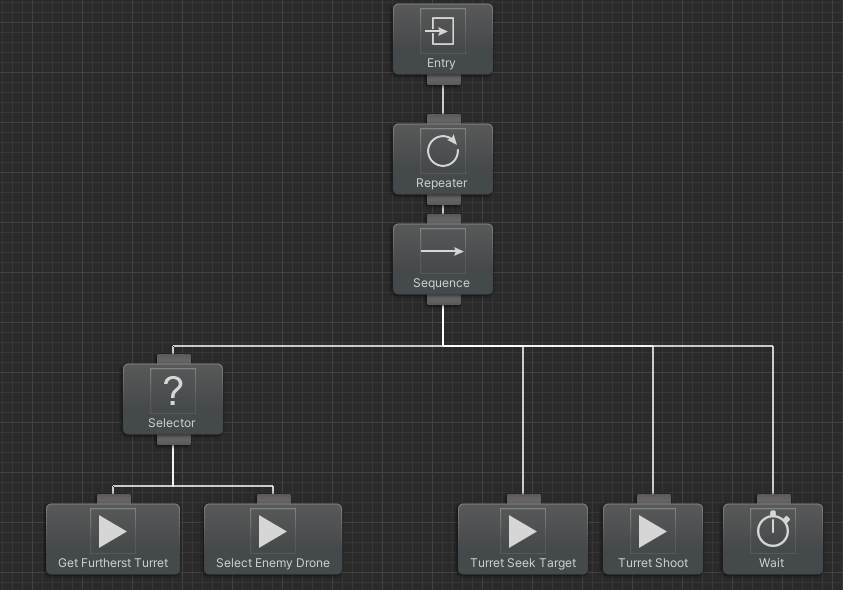 Entry
Repeater
Sequence
?
Selector
Get Furtherst Turret
Select Enemy Drone
Turret Seek Target
Turret Shoot
Wait